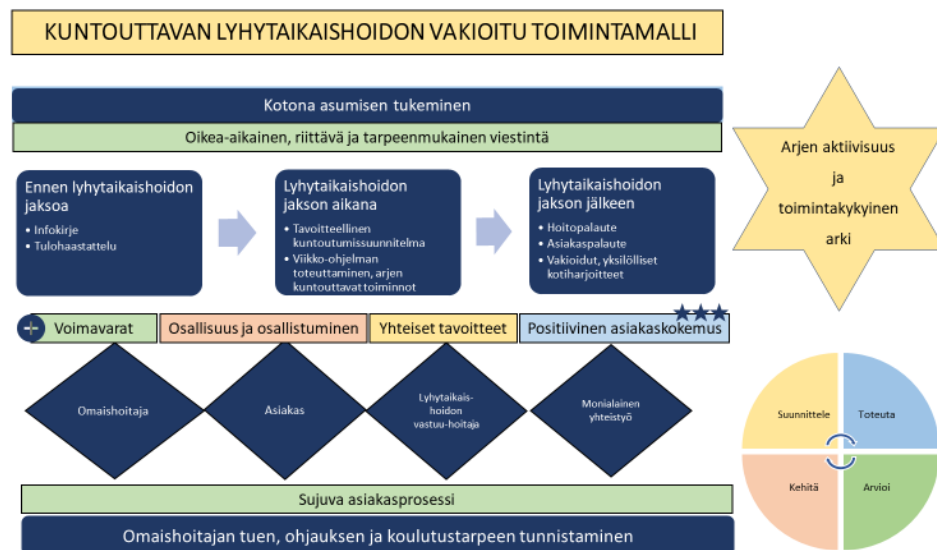 KUNTOUTTAVAN LYHYTAIKAISHOIDON VAKIOITU TOIMINTAMALLI
Kotona asumisen tukeminen
Oikea-aikainen, riittävä ja tarpeenmukainen viestintä
Ennen lyhytaikaishoidon
jaksoa
• Infokirje
• Tulohaastattelu
Lyhytaikaishoidon
jakson aikana
• Tavoitteellinen
kuntoutumissuunnitelma
• Viikko-ohjelman
toteuttaminen, arjen
kuntouttavat toiminnot
Lyhytaikaishoidon
jakson jälkeen
• Hoitopalaute
• Asiakaspalaute
• Vakioidut, yksilölliset
kotiharjoitteet
Arjen aktiivisuus
ja
toimintakykyinen
arki
Voimavarat
Osallisuus ja osallistuminen
Yhteiset tavoitteet
Positiivinen asiakaskokemus
Omaishoitaja
Asiakas
Lyhytaikais-
hoidon
vastuu-hoitaja
Monialainen
yhteistyö
Suunnittele
Toteuta
Kehitä
Arvioi
Sujuva asiakasprosessi
Omaishoitajan tuen, ohjauksen ja koulutustarpeen tunnistaminen